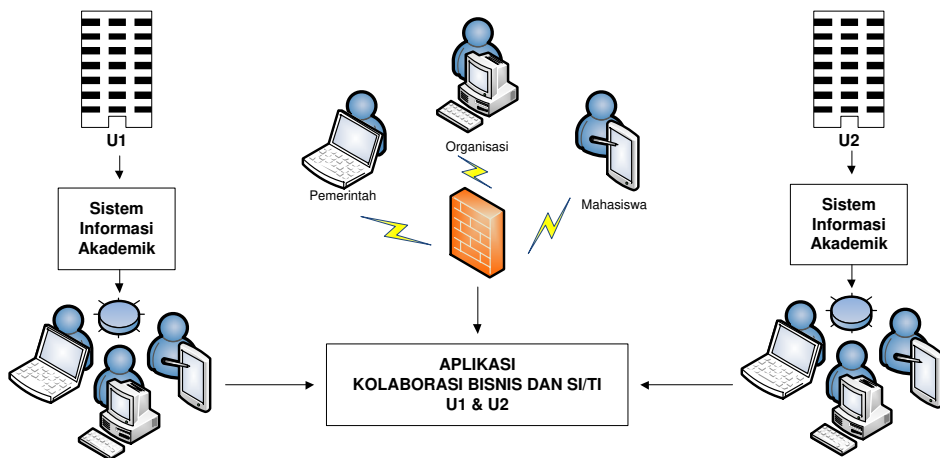 U1
Sistem
Informasi
Akademik
Organisasi
Pemerintah
Mahasiswa
U2
Sistem
Informasi
Akademik
APLIKASI
KOLABORASI BISNIS DAN SI/TI
U1 & U2